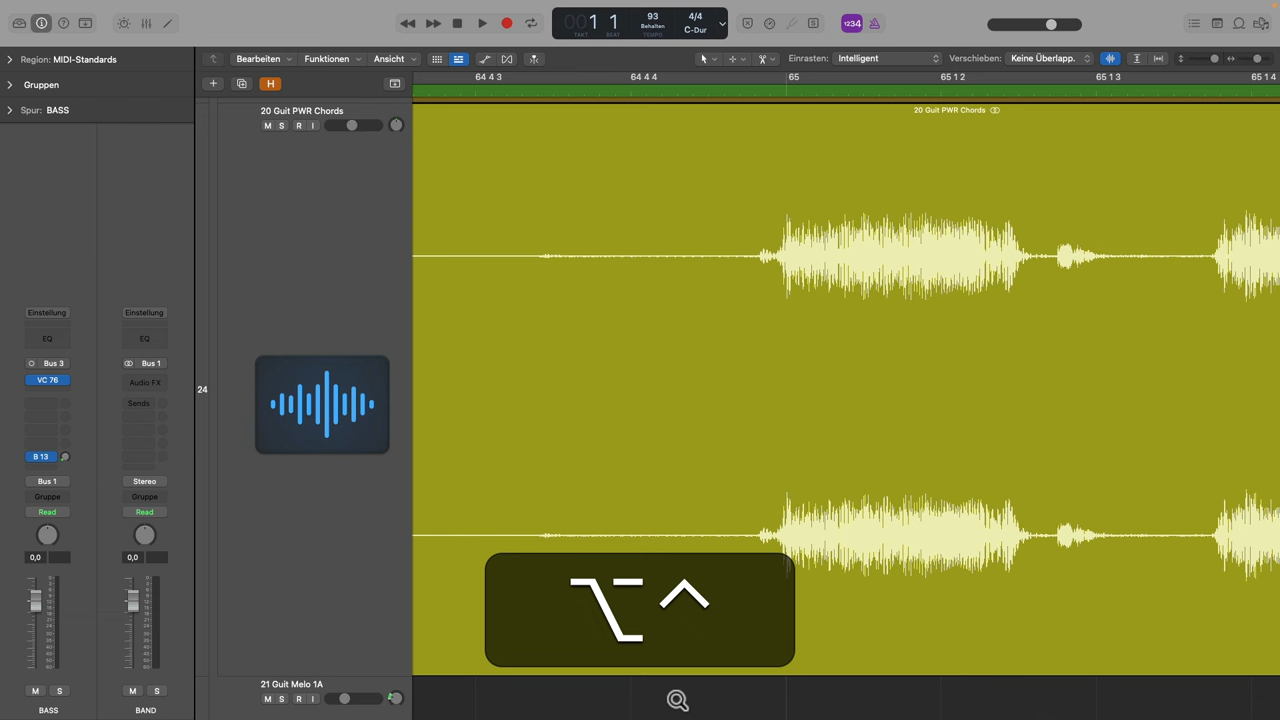 1 1
TAKT BEAT
93
Behalten
TEMPO
4/4
C-Dur
1234
Region: MIDI-Standards
Gruppen
Spur: BASS
Bearbeiten
Funktionen
Ansicht
Einrasten: Intelligent
Verschieben: Keine Überlapp.
H
64 4 3
64 4 4
65
65 1 2
65 1 3
65 1 4
20 Guit PWR Chords
M S R I
20 Guit PWR Chords
24
21 Guit Melo 1A
M S R I
Einstellung
EQ
Bus 3
VC 76
B 13
Bus 1
Gruppe
Read
0,0
M S
BASS
Einstellung
EQ
Bus 1
Audio FX
Sends
Stereo
Gruppe
Read
0,0
M S
BAND
⌥ ^